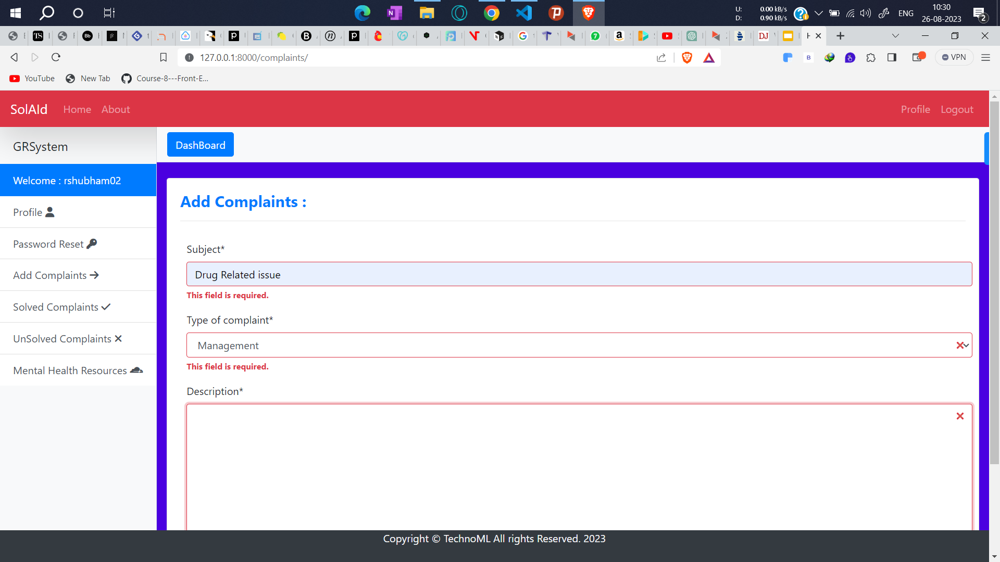 U: 0.00 kB/s
D: 0.90 kB/s
ENG
10:30
26-08-2023
2
127.0.0.1:8000/complaints/
VPN
YouTube
New Tab
Course-8---Front-E...
SolAId
Home
About
Profile
Logout
GRSystem
DashBoard
Welcome : rshubham02
Profile
Password Reset
Add Complaints
Solved Complaints
UnSolved Complaints
Mental Health Resources
Add Complaints :
Subject*
Drug Related issue
This field is required.
Type of complaint*
Management
This field is required.
Description*
Copyright © TechnoML All rights Reserved. 2023